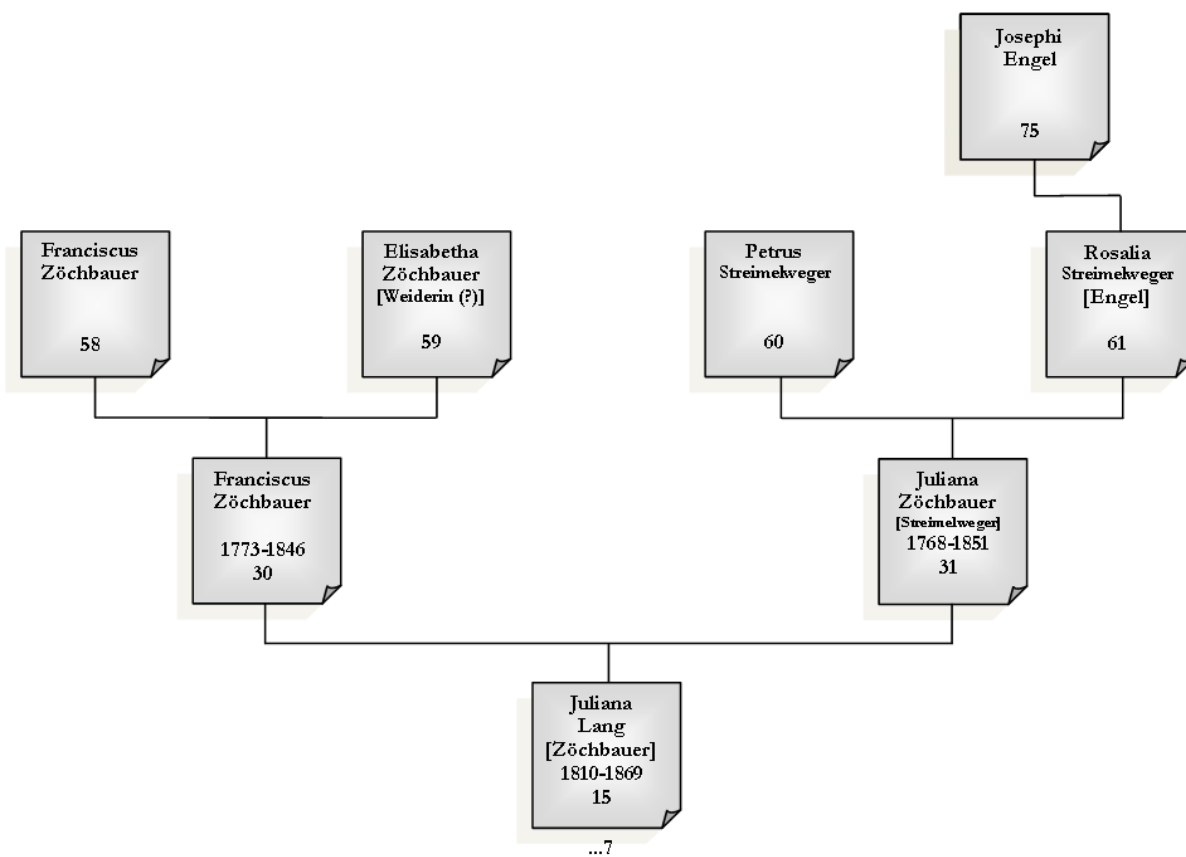 Josephi
Engel
75
Franciscus
Zöchbauer
58
Elisabetha
Zöchbauer
[Weiderin (?)]
59
Petrus
Streimelweger
60
Rosalia
Streimelweger
[Engel]
61
Franciscus
Zöchbauer
1773-1846
30
Juliana
Zöchbauer
[Streimelweger]
1768-1851
31
Juliana
Lang
[Zöchbauer]
1810-1869
15
...7